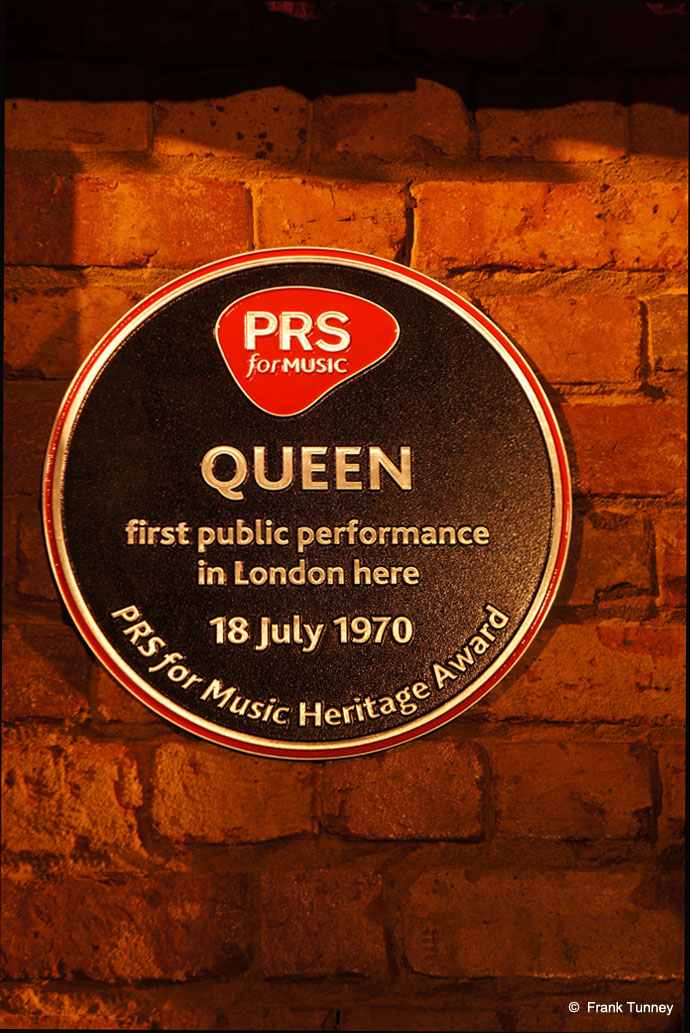 PRS
for MUSIC
QUEEN
first public performance
in London here
18 July 1970
PRS for Music Heritage Award
© Frank Tunney